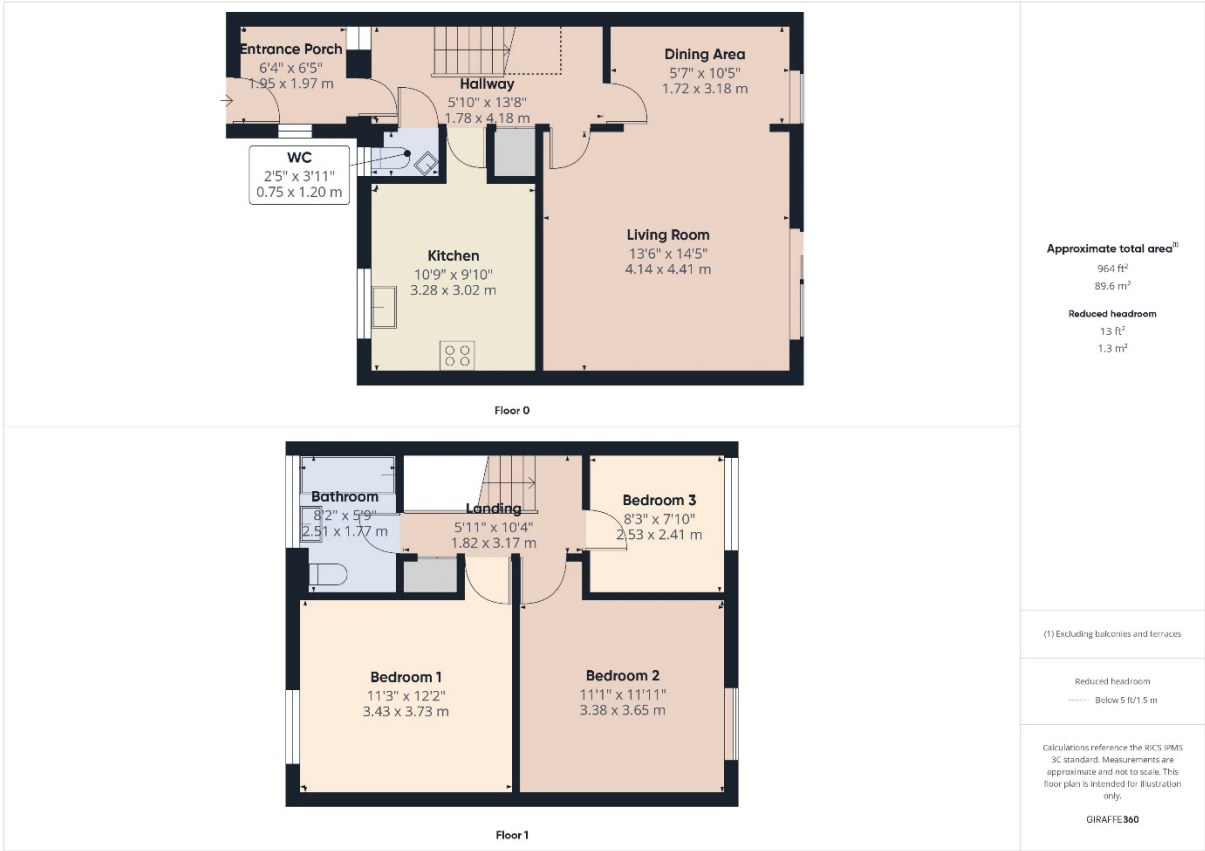 Entrance Porch
6'4" x 6'5"
1.95 x 1.97 m
Hallway
5'10" x 13'8"
1.78 x 4.18 m
Dining Area
5'7" x 10'5"
1.72 x 3.18 m
WC
2'5" x 3'11"
0.75 x 1.20 m
Kitchen
10'9" x 9'10"
3.28 x 3.02 m
Living Room
13'6" x 14'5"
4.14 x 4.41 m
Floor 0
Bathroom
8'2" x 5'9"
2.51 x 1.77 m
Landing
5'11" x 10'4"
1.82 x 3.17 m
Bedroom 3
8'3" x 7'10"
2.53 x 2.41 m
Bedroom 1
11'3" x 12'2"
3.43 x 3.73 m
Bedroom 2
11'1" x 11'11"
3.38 x 3.65 m
Floor 1
Approximate total area⁽¹⁾
964 ft²
89.6 m²
Reduced headroom
13 ft²
1.3 m²
(1) Excluding balconies and terraces
Reduced headroom
Below 5 ft/1.5 m
Calculations reference the RICS IPMS
3C standard. Measurements are
approximate and not to scale. This
floor plan is intended for illustration
only.
GIRAFFE360